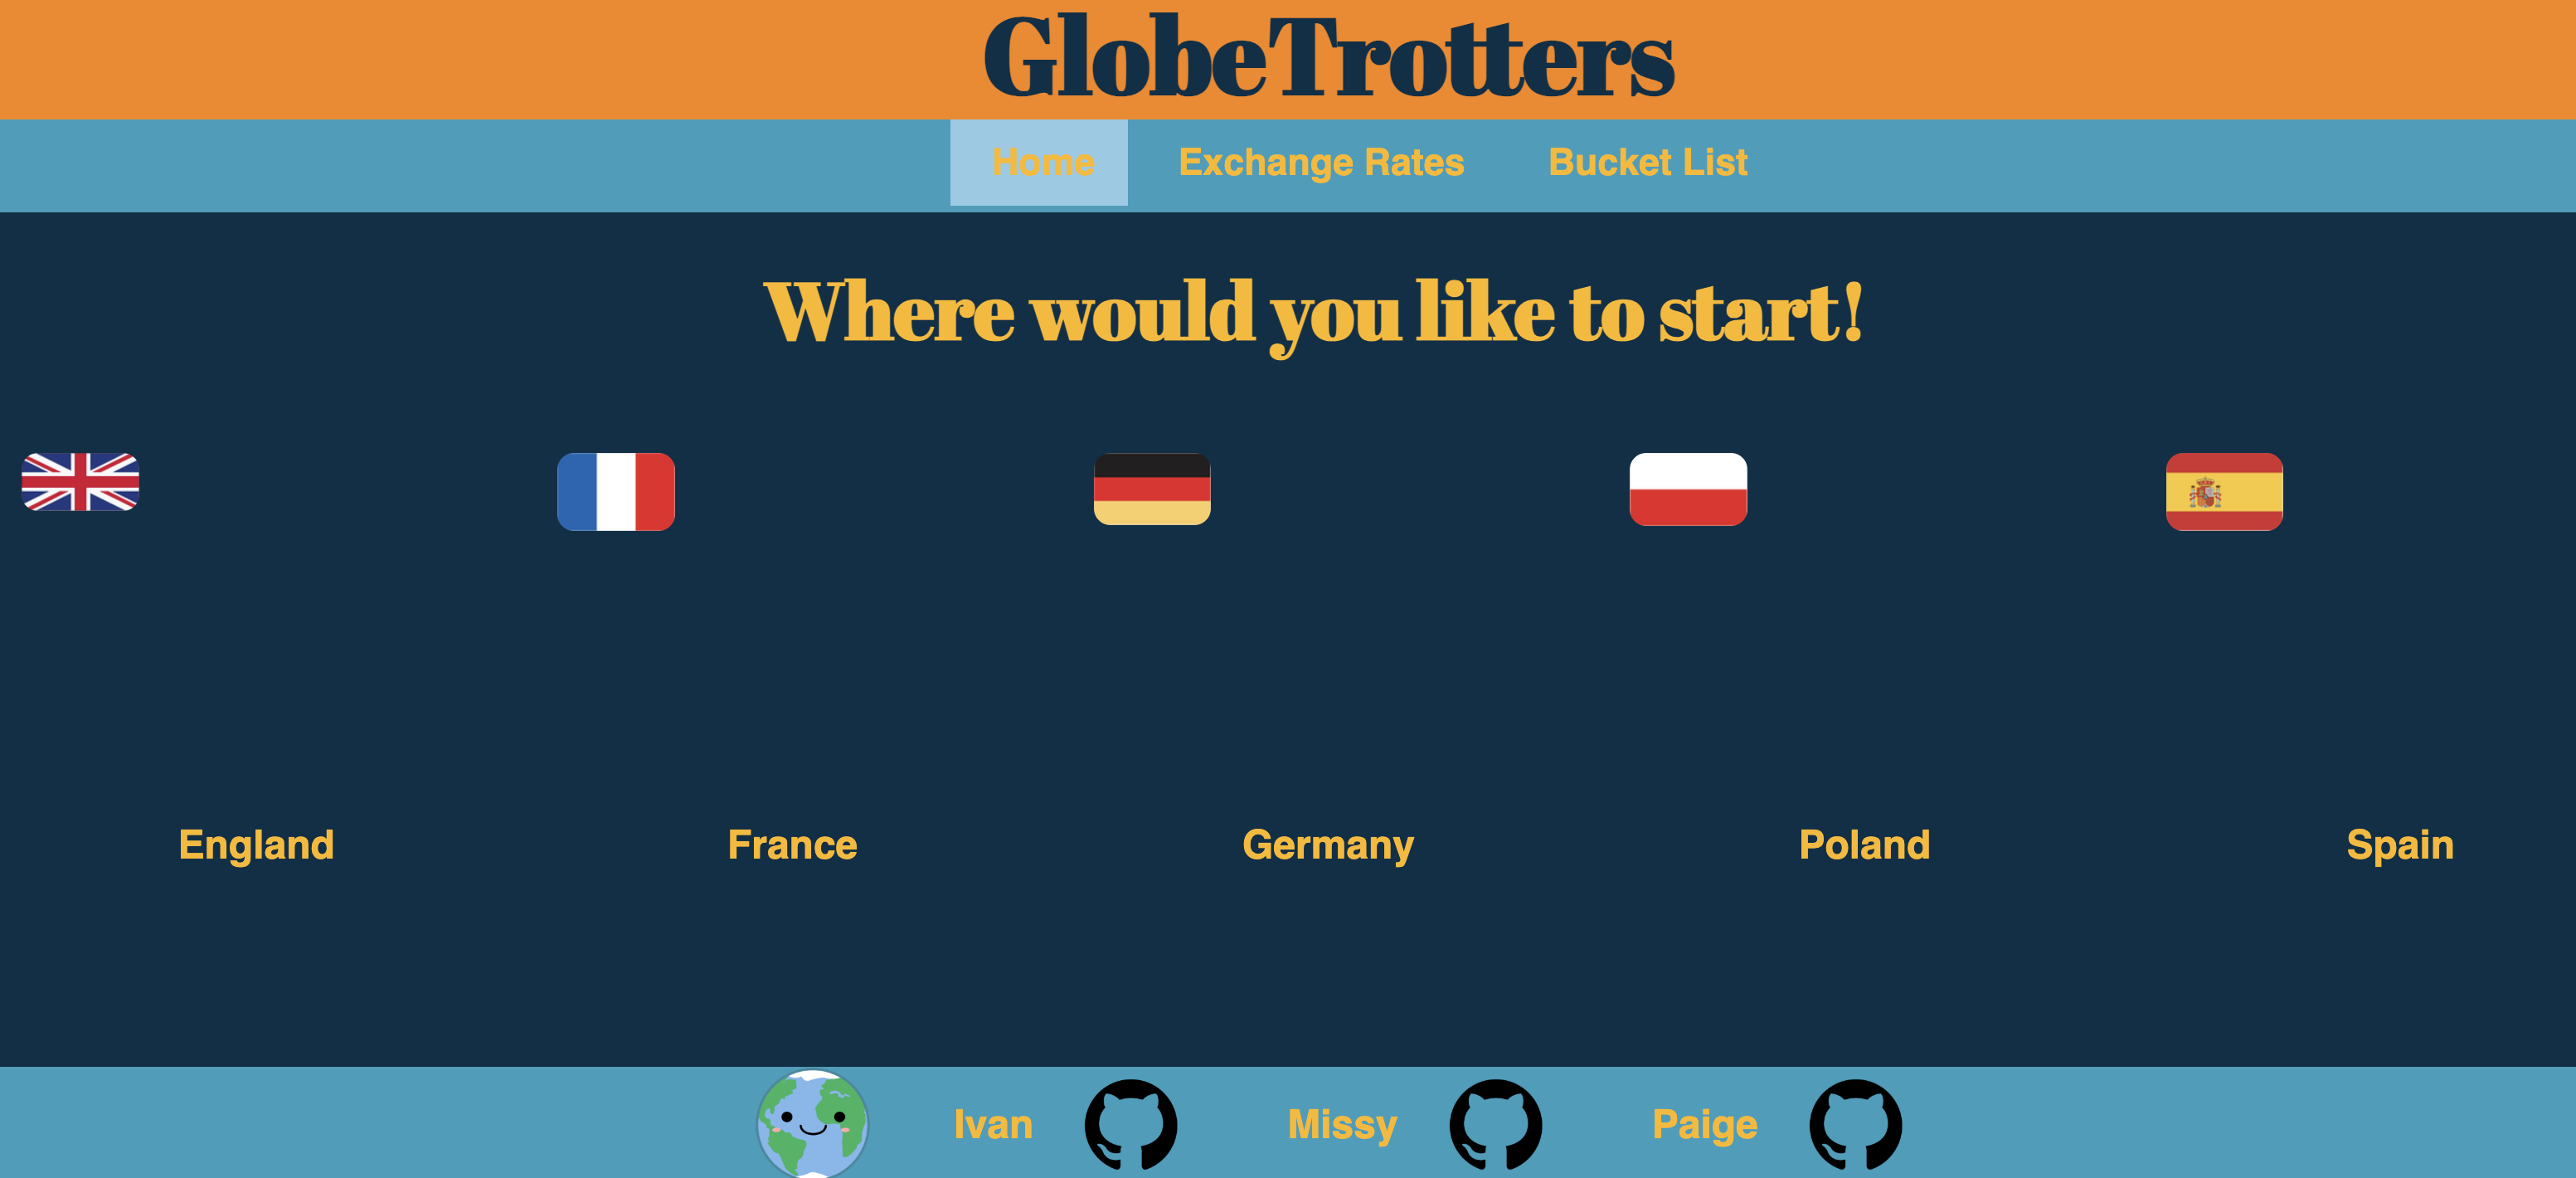 GlobeTrotters
Home Exchange Rates Bucket List
Where would you like to start!
England France Germany Poland Spain
Ivan Missy Paige